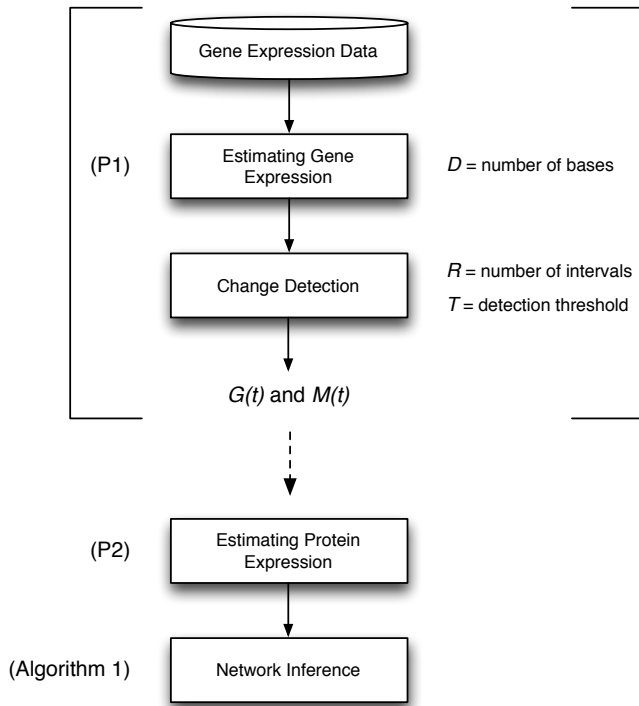 Gene Expression Data
(P1)
Estimating Gene
Expression
D = number of bases
Change Detection
R = number of intervals
T = detection threshold
G(t) and M(t)
(P2)
Estimating Protein
Expression
(Algorithm 1)
Network Inference